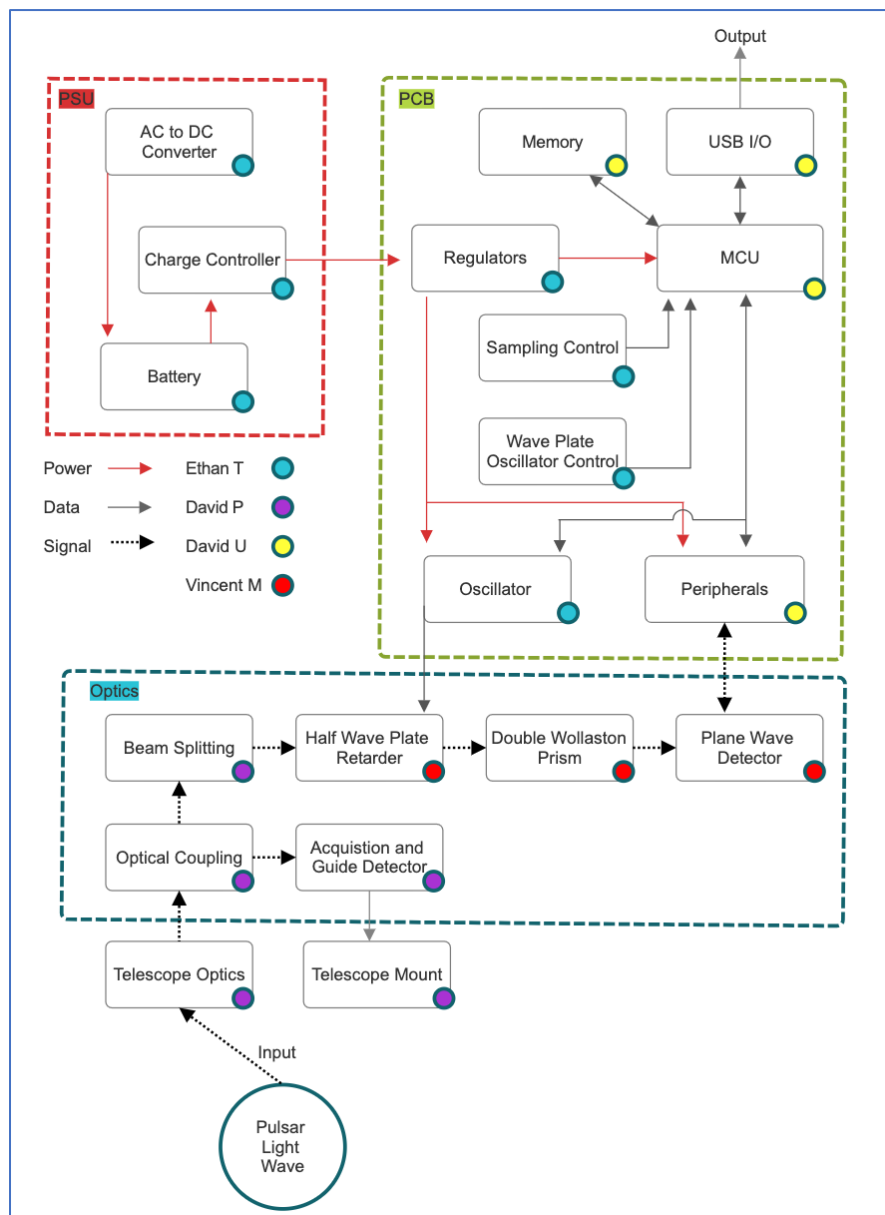 Output
PSU
PCB
AC to DC
Converter
Memory
USB I/O
Charge Controller
Regulators
MCU
Sampling Control
Battery
Wave Plate
Oscillator Control
Power
Ethan T
Data
David P
Signal
David U
Vincent M
Oscillator
Peripherals
Optics
Beam Splitting
Half Wave Plate
Retarder
Double Wollaston
Prism
Plane Wave
Detector
Optical Coupling
Acquistion and
Guide Detector
Telescope Optics
Telescope Mount
Input
Pulsar
Light
Wave